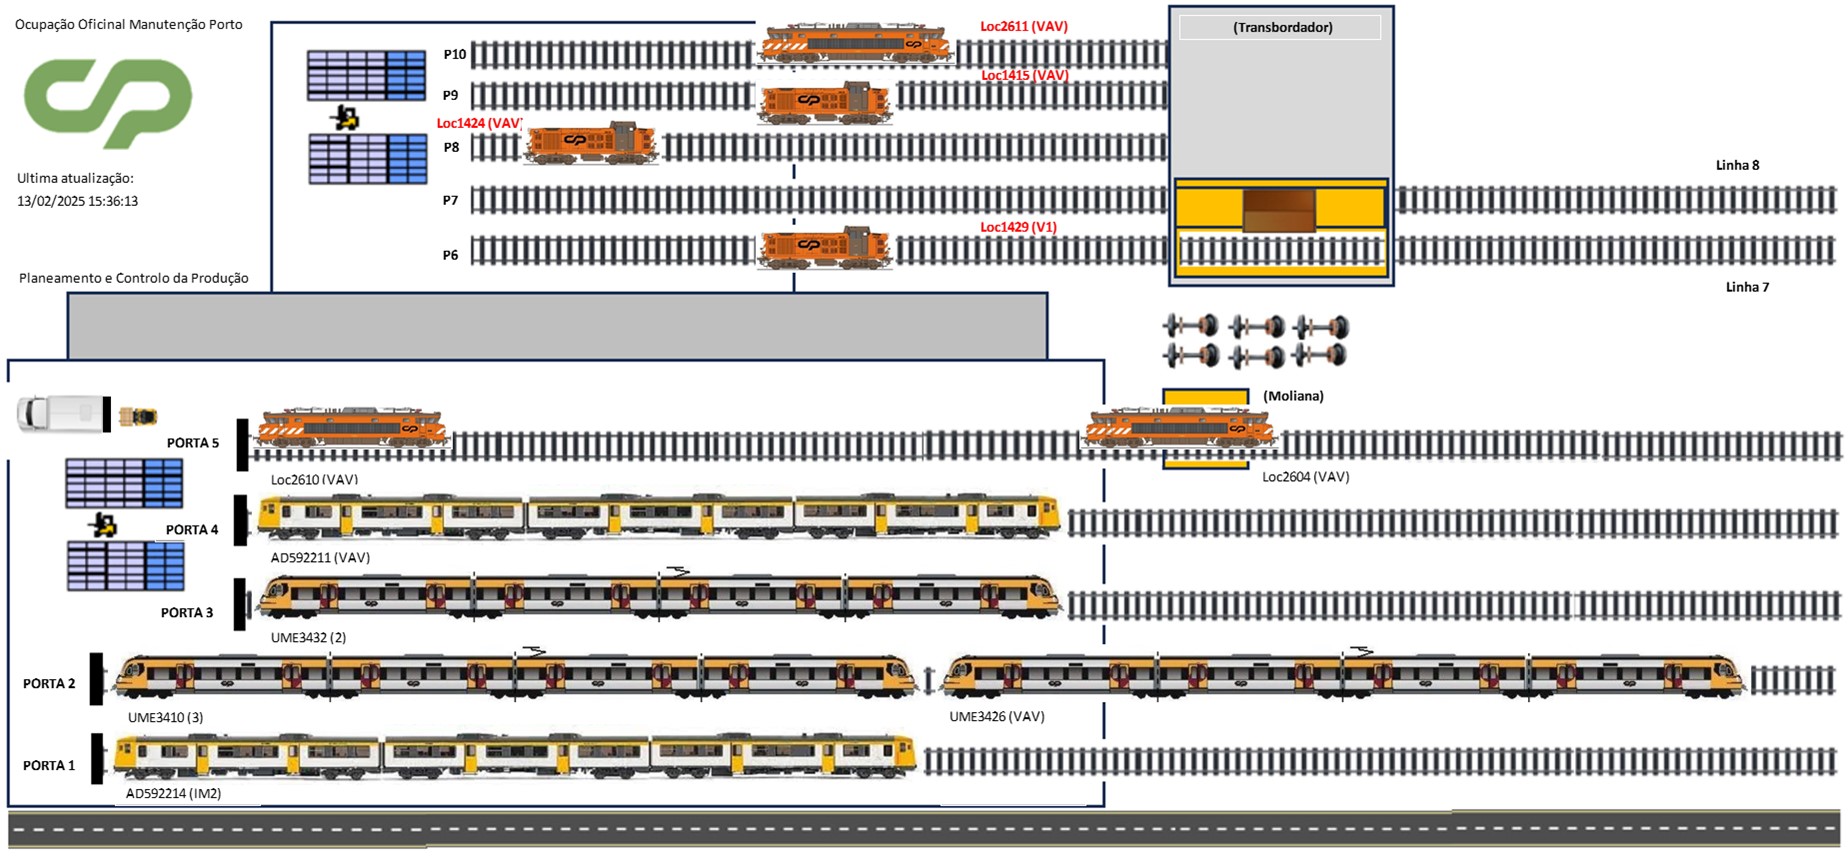 Ocupação Oficinal Manutenção Porto
Loc2611 (VAV)
(Transbordador)
P10
Loc1415 (VAV)
P9
Loc1424 (VAV)
P8
Linha 8
Ultima atualização:
13/02/2025 15:36:13
P7
Loc1429 (V1)
P6
Planeamento e Controlo da Produção
Linha 7
(Moliana)
PORTA 5
Loc2610 (VAV)
Loc2604 (VAV)
PORTA 4
AD592211 (VAV)
PORTA 3
UME3432 (2)
PORTA 2
UME3410 (3)
UME3426 (VAV)
PORTA 1
AD592214 (IM2)